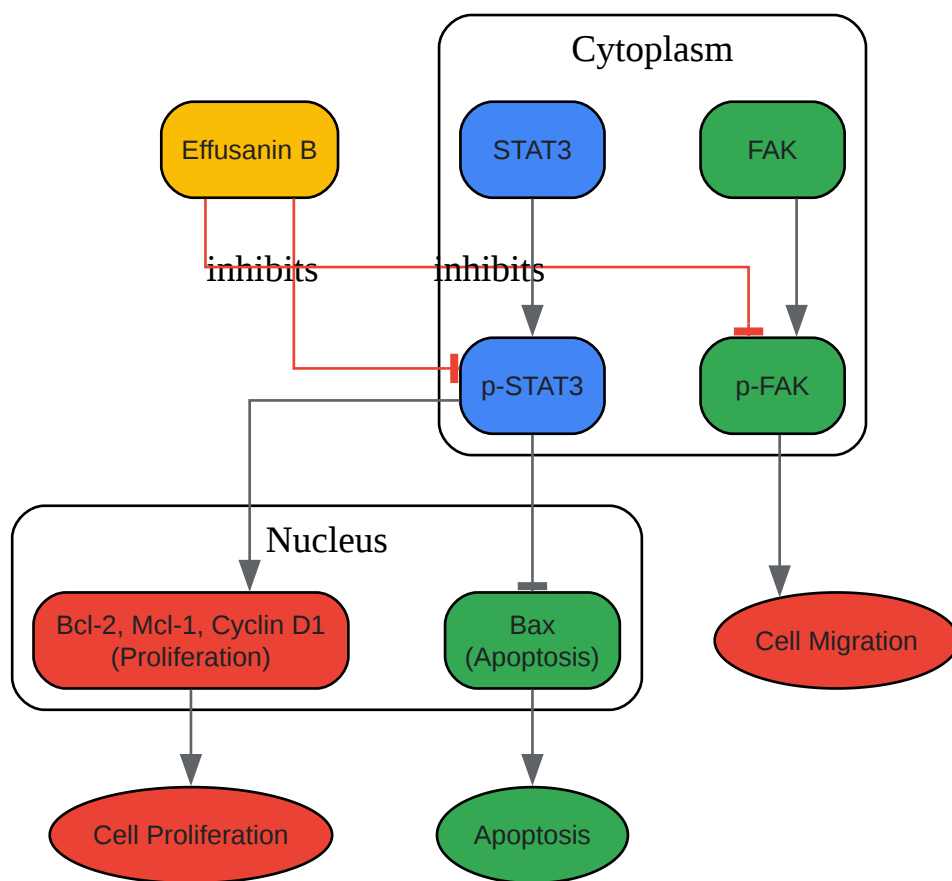 Cytoplasm
Effusanin B
STAT3
FAK
inhibits
inhibits
p-STAT3
p-FAK
Nucleus
Bcl-2, Mcl-1, Cyclin D1
(Proliferation)
Bax
(Apoptosis)
Cell Migration
Cell Proliferation
Apoptosis